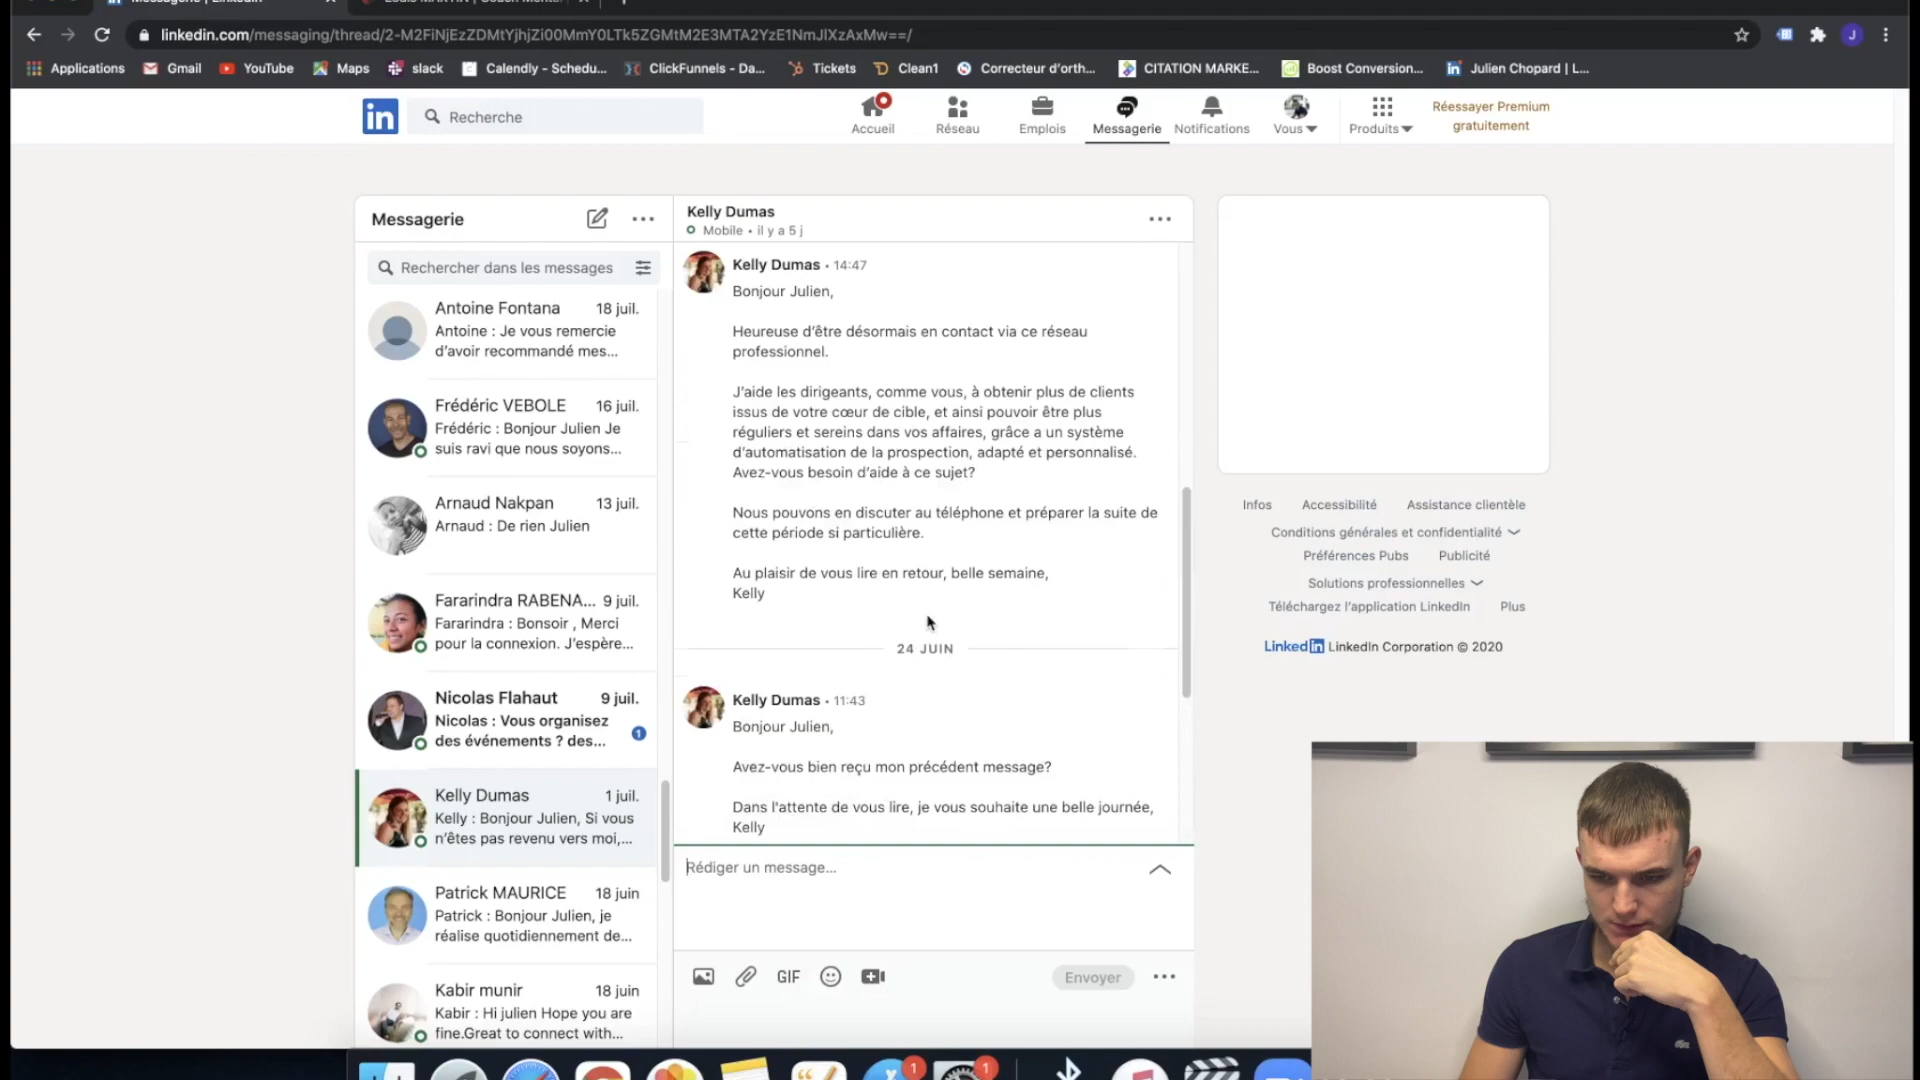 Messagerie | LinkedIn
Louis MARTIN | Coach Mental
linkedin.com/messaging/thread/2-M2FiNjEzZDMtYjhjZi00MmY0LTk5ZGMtM2E3MTA2YzE1NmJlXzAxMw==/
J
Applications
Gmail
YouTube
Maps
slack
Calendly - Schedu...
ClickFunnels - Da...
Tickets
Clean1
Correcteur d'orth...
CITATION MARKE...
Boost Conversion...
Julien Chopard | L...
in
Recherche
Accueil
Réseau
Emplois
Messagerie
Notifications
Vous
Produits
Réessayer Premium
gratuitement
Messagerie
Rechercher dans les messages
Antoine Fontana 18 juil.
Antoine : Je vous remercie
d'avoir recommandé mes...
Frédéric VEBOLE 16 juil.
Frédéric : Bonjour Julien Je
suis ravi que nous soyons...
Arnaud Nakpan 13 juil.
Arnaud : De rien Julien
Fararindra RABENA... 9 juil.
Fararindra : Bonsoir , Merci
pour la connexion. J'espère...
Nicolas Flahaut 9 juil.
Nicolas : Vous organisez
des événements ? des... 1
Kelly Dumas 1 juil.
Kelly : Bonjour Julien, Si vous
n'êtes pas revenu vers moi,...
Patrick MAURICE 18 juin
Patrick : Bonjour Julien, je
réalise quotidiennement de...
Kabir munir 18 juin
Kabir : Hi julien Hope you are
fine.Great to connect with...
Kelly Dumas
Mobile • il y a 5 j
Kelly Dumas • 14:47
Bonjour Julien,
Heureuse d'être désormais en contact via ce réseau
professionnel.
J'aide les dirigeants, comme vous, à obtenir plus de clients
issus de votre cœur de cible, et ainsi pouvoir être plus
réguliers et sereins dans vos affaires, grâce a un système
d'automatisation de la prospection, adapté et personnalisé.
Avez-vous besoin d'aide à ce sujet?
Nous pouvons en discuter au téléphone et préparer la suite de
cette période si particulière.
Au plaisir de vous lire en retour, belle semaine,
Kelly
24 JUIN
Kelly Dumas • 11:43
Bonjour Julien,
Avez-vous bien reçu mon précédent message?
Dans l'attente de vous lire, je vous souhaite une belle journée,
Kelly
Rédiger un message...
GIF
Envoyer
Infos Accessibilité Assistance clientèle
Conditions générales et confidentialité
Préférences Pubs Publicité
Solutions professionnelles
Téléchargez l'application LinkedIn Plus
LinkedIn LinkedIn Corporation © 2020
1
1